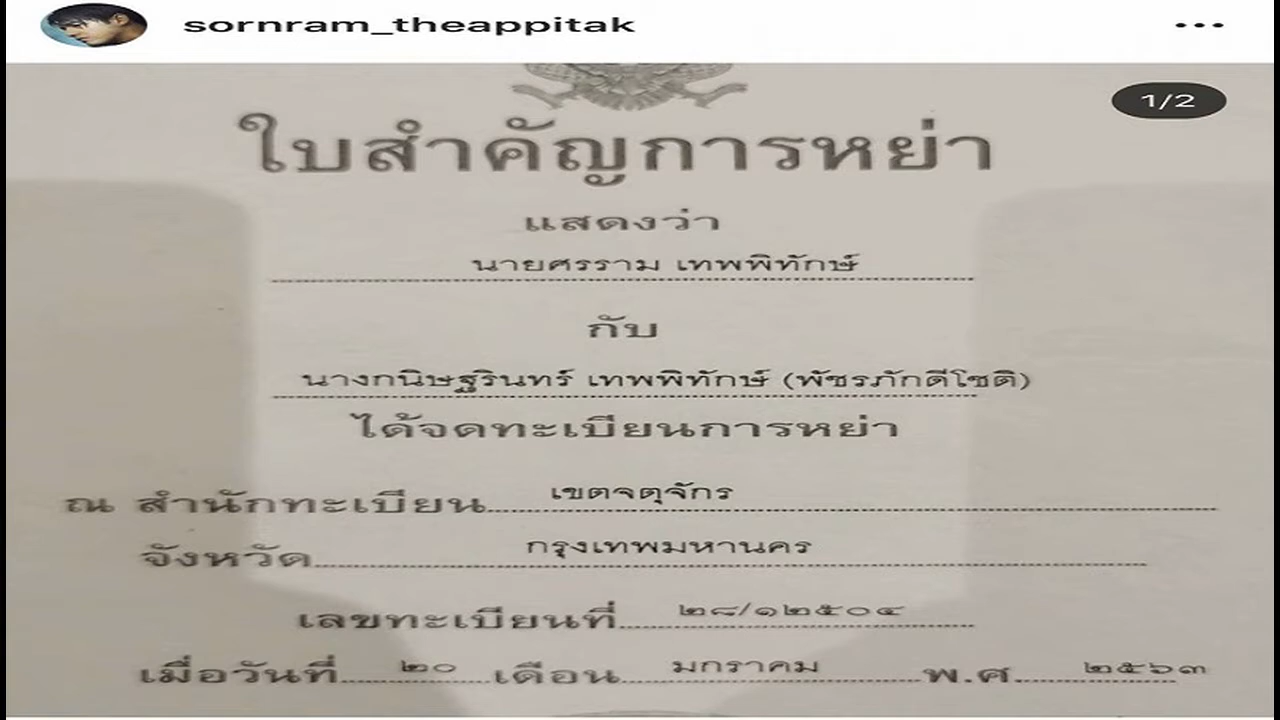 sornram_theappitak
1/2
ใบสำคัญการหย่า
แสดงว่า
นายศรราม เทพพิทักษ์
กับ
นางกนิษฐรินทร์ เทพพิทักษ์ (พัชรภักดีโชติ)
ได้จดทะเบียนการหย่า
ณ สำนักทะเบียน เขตจตุจักร
จังหวัด กรุงเทพมหานคร
เลขทะเบียนที่ ๒๘/๑๒๕๐๔
เมื่อวันที่ ๒๐ เดือน มกราคม พ.ศ. ๒๕๖๓